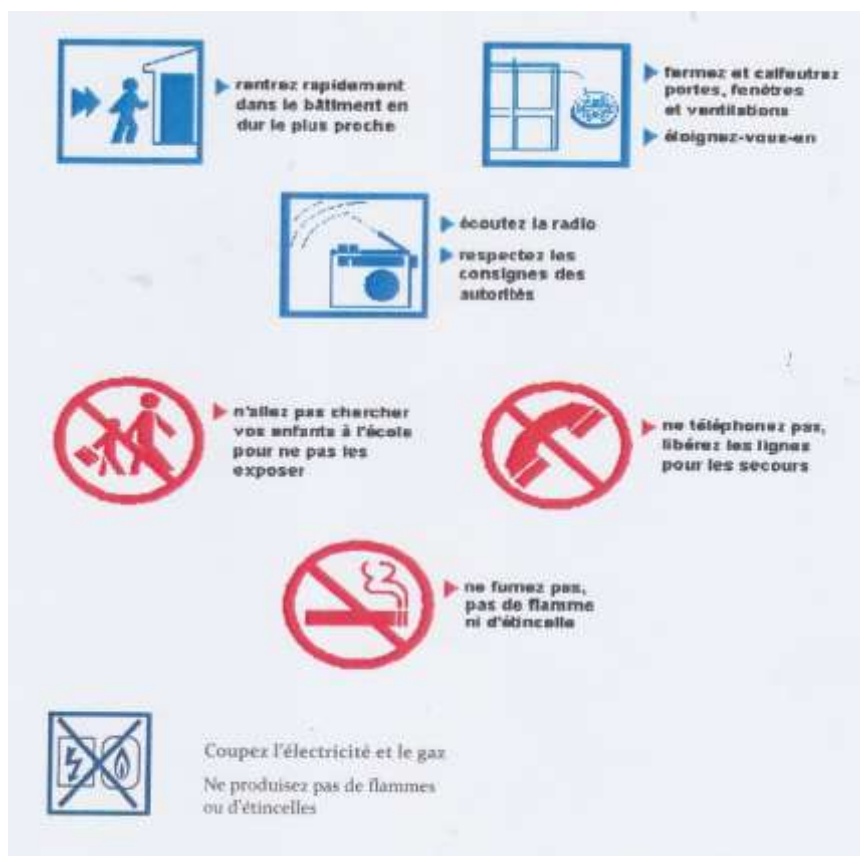 rentrez rapidement
dans le bâtiment en
dur le plus proche
fermez et calfeutrez
portes, fenêtres
et ventilations
éloignez-vous-en
écoutez la radio
respectez les
consignes des
autorités
n'allez pas chercher
vos enfants à l'école
pour ne pas les
exposer
ne téléphonez pas,
libérez les lignes
pour les secours
ne fumez pas,
pas de flamme
ni d'étincelle
Coupez l'électricité et le gaz
Ne produisez pas de flammes
ou d'étincelles